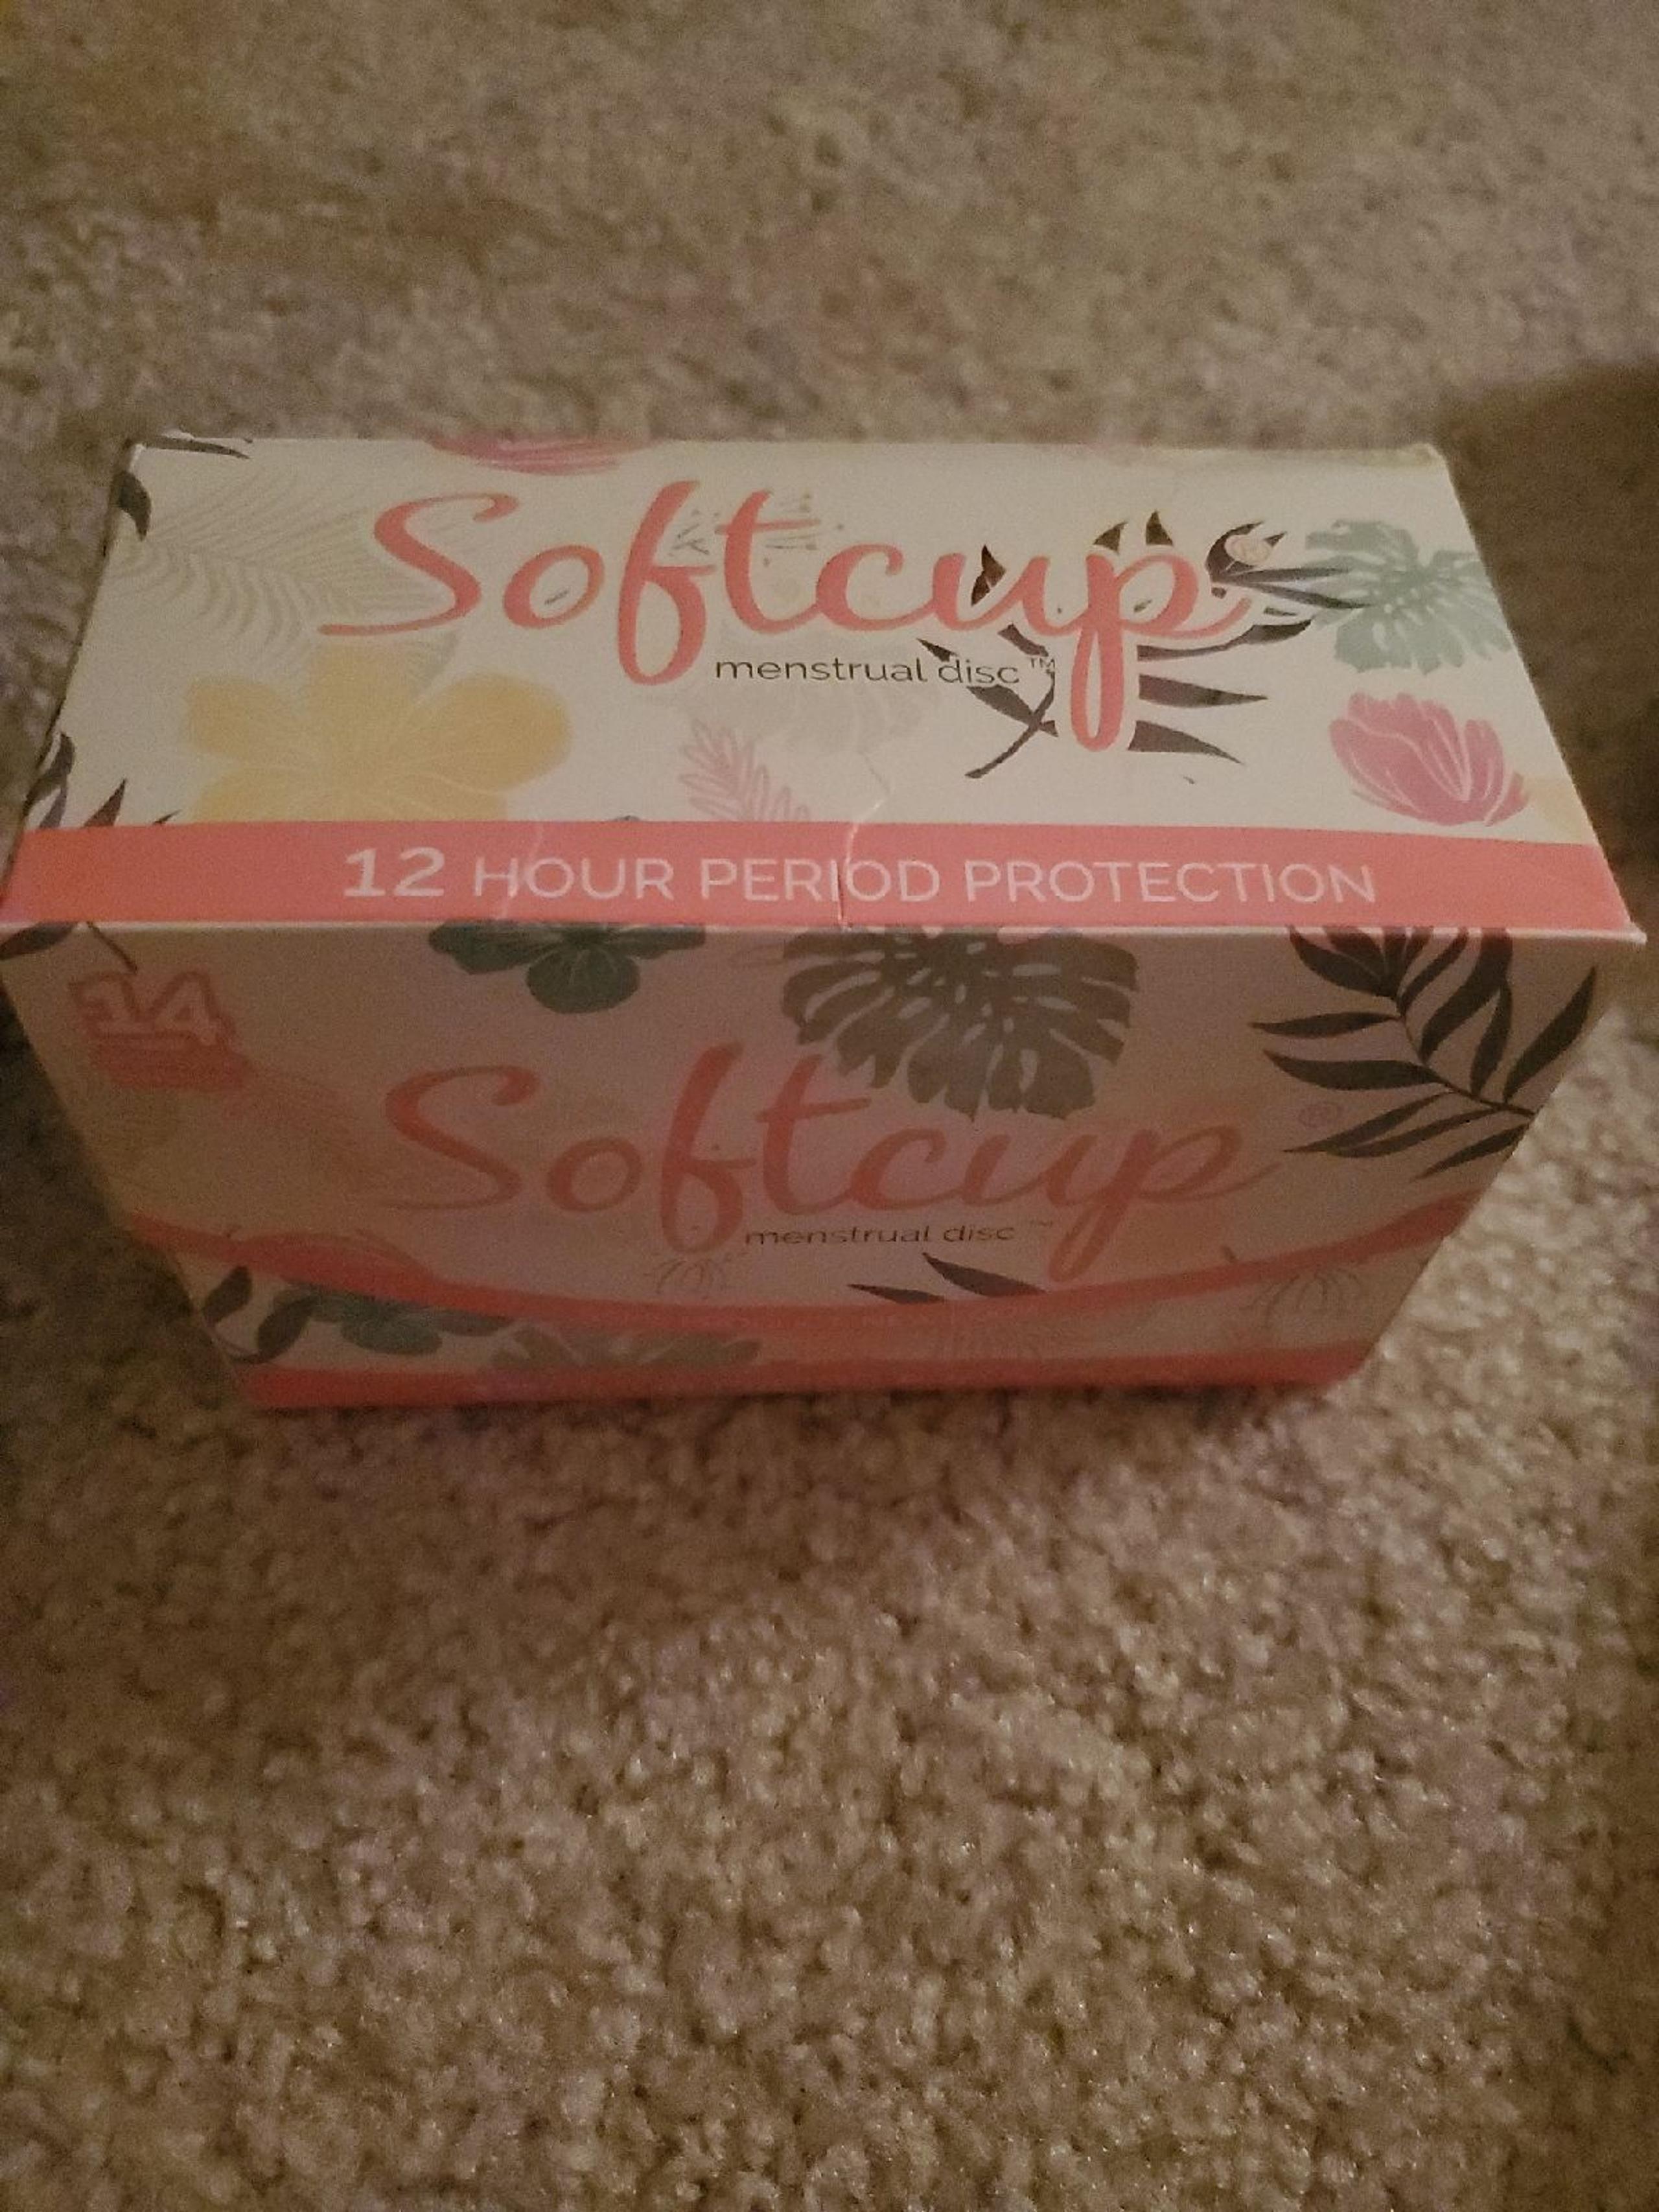 Softcup
menstrual disc™
12 HOUR PERIOD PROTECTION
14
Softcup®
menstrual disc™